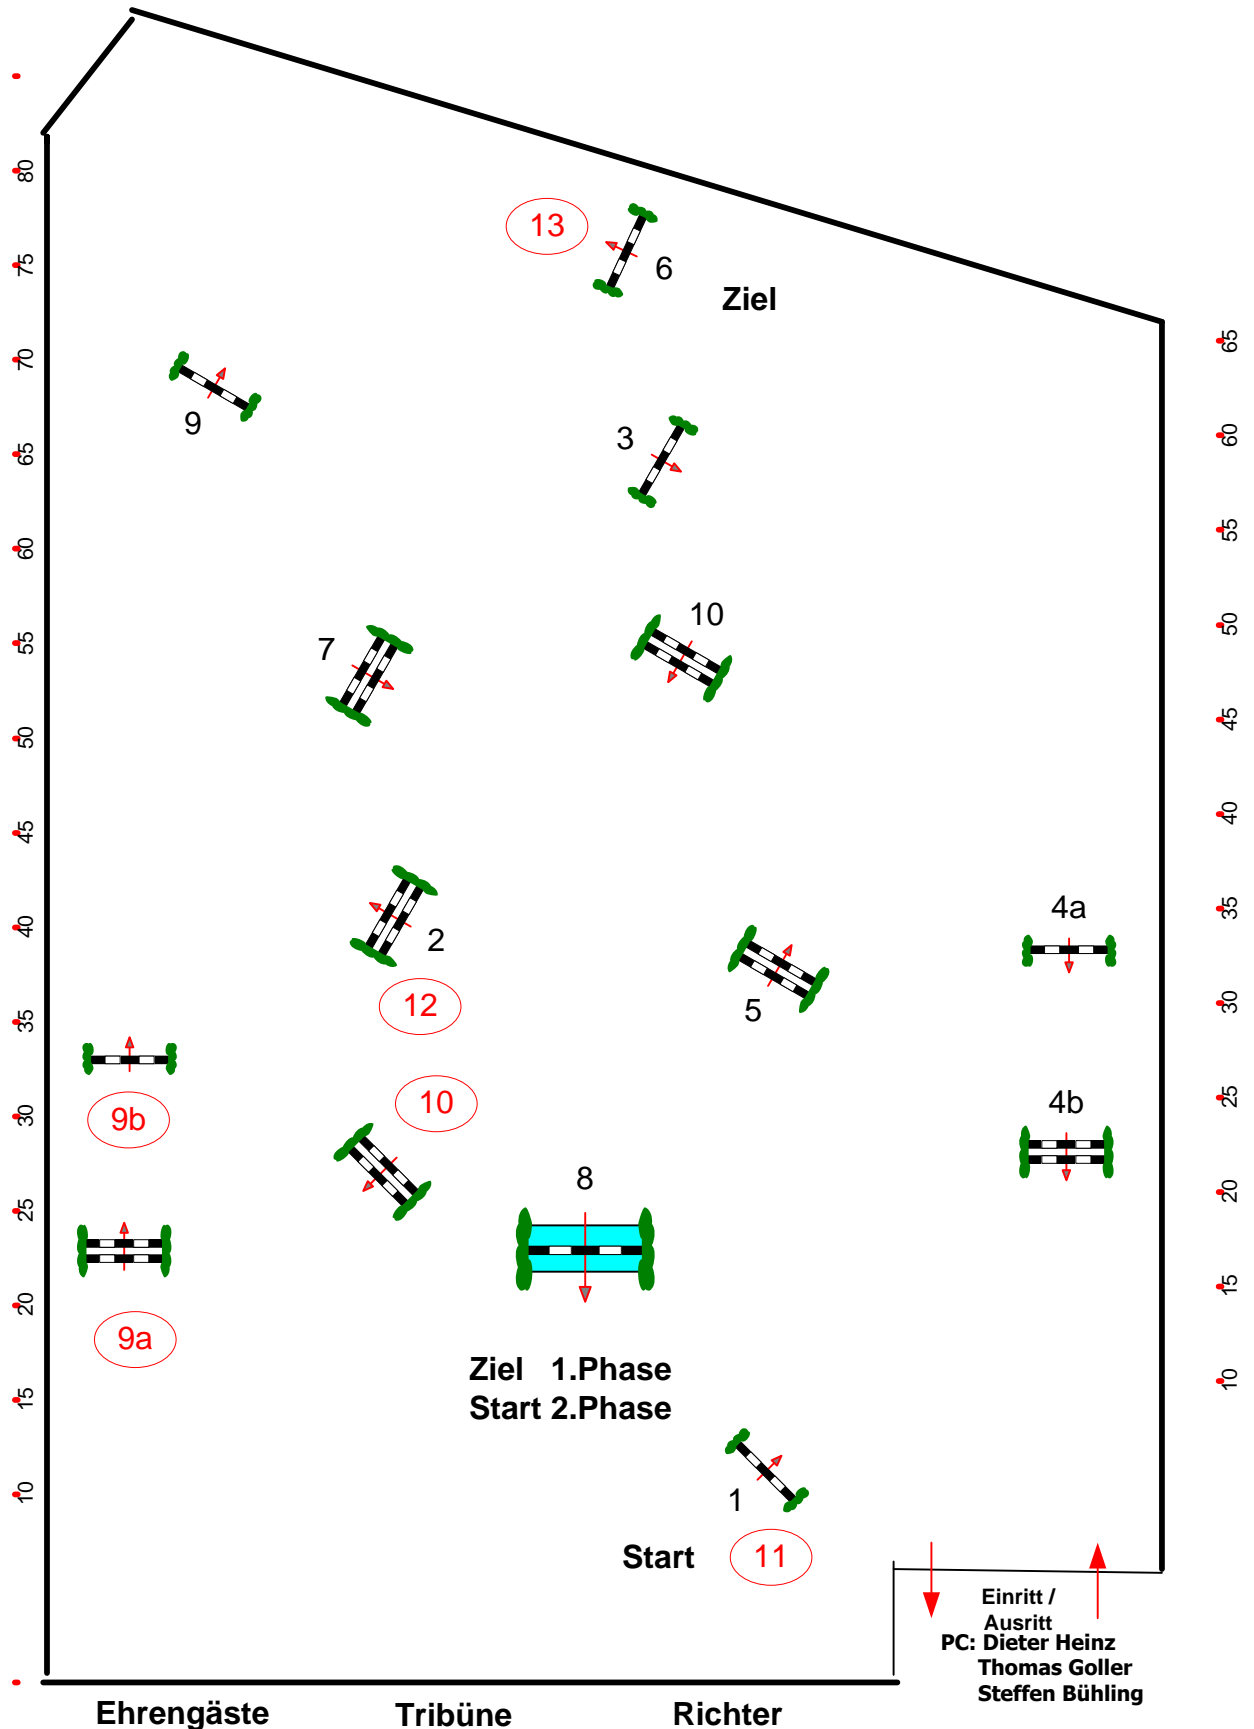 13
6
Ziel
80
75
70
65
60
55
50
45
40
35
30
25
20
15
10
9
3
7
10
2
12
5
4a
4b
9b
10
8
9a
Ziel 1.Phase
Start 2.Phase
1
Start
11
65
60
55
50
45
40
35
30
25
20
15
10
Einritt /
Ausritt
PC: Dieter Heinz
Thomas Goller
Steffen Bühling
Ehrengäste
Tribüne
Richter